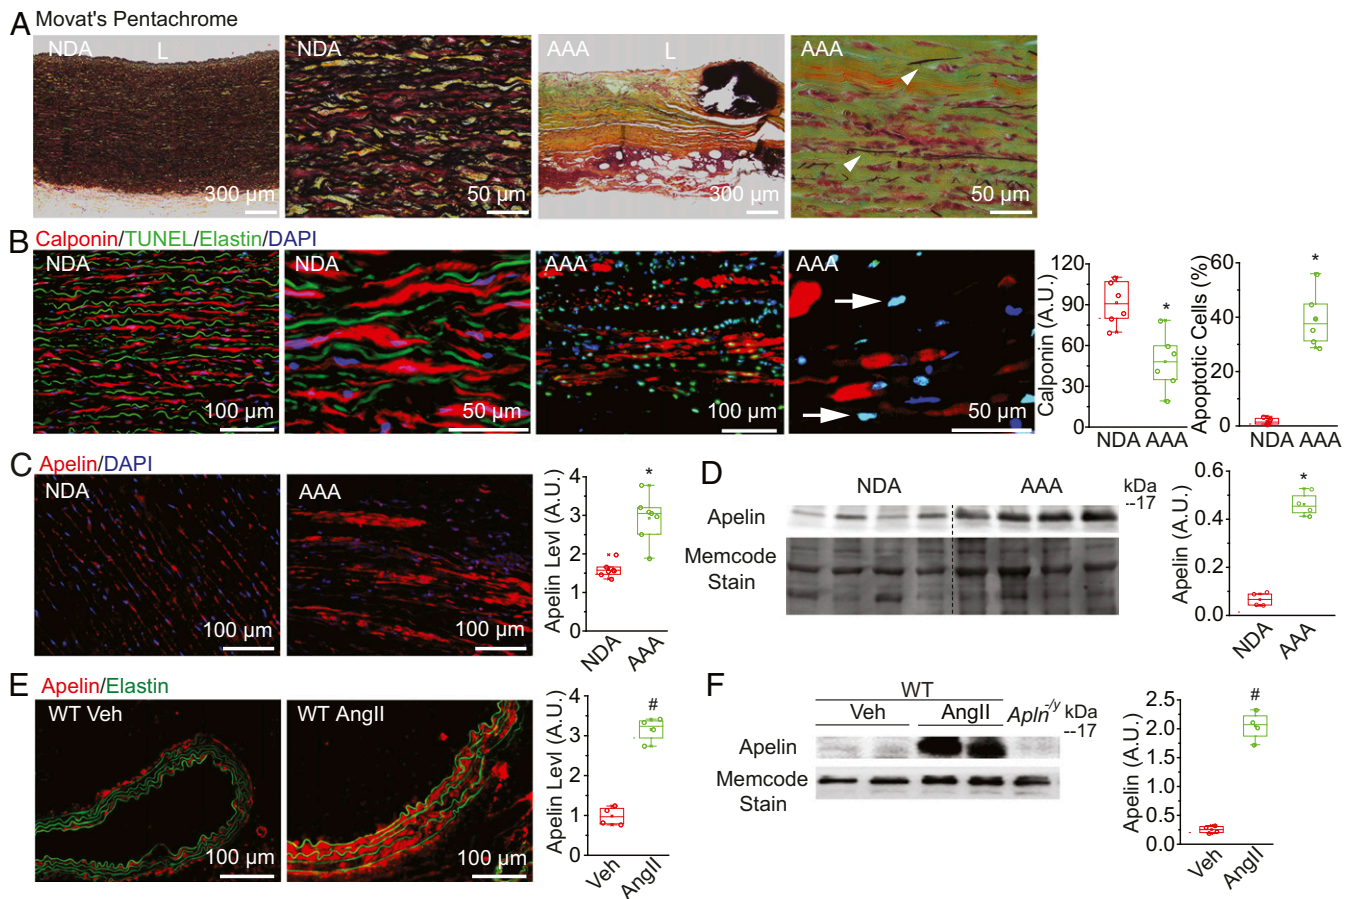 A Movat's Pentachrome
NDA L 300 µm
NDA 50 µm
AAA L 300 µm
AAA 50 µm
B Calponin/TUNEL/Elastin/DAPI
NDA 100 µm
NDA 50 µm
AAA 100 µm
AAA 50 µm
Calponin (A.U.)
120
90
60
30
0
*
NDA AAA
Apoptotic Cells (%)
60
40
20
0
*
NDA AAA
C Apelin/DAPI
NDA 100 µm
AAA 100 µm
Apelin Levl (A.U.)
4
3
2
1
0
*
NDA
AAA
D
NDA AAA kDa
Apelin --17
Memcode
Stain
Apelin (A.U.)
0.6
0.4
0.2
0.0
*
NDA
AAA
E Apelin/Elastin
WT Veh 100 µm
WT AngII 100 µm
Apelin Levl (A.U.)
4
3
2
1
0
#
Veh
AngII
F
WT
Veh AngII Apln-/y kDa
Apelin --17
Memcode
Stain
Apelin (A.U.)
2.5
2.0
1.5
1.0
0.5
0.0
#
Veh
AngII